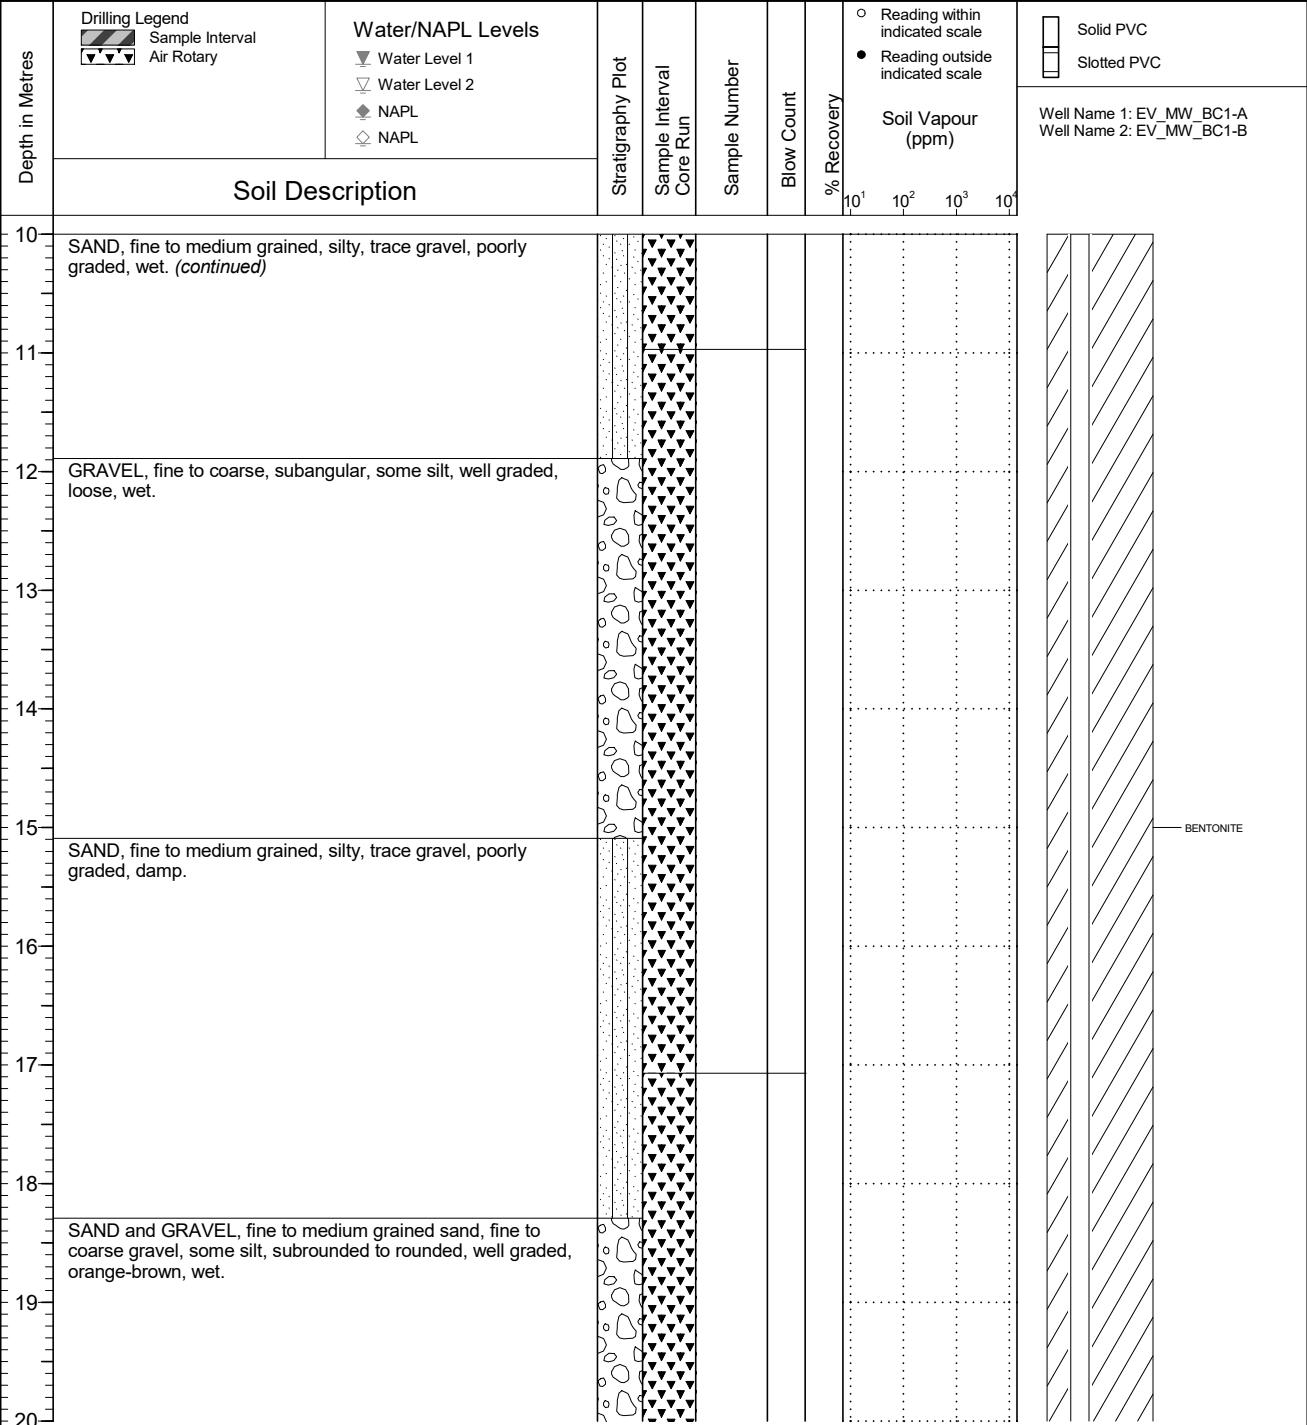 Depth in Metres
Drilling Legend
Sample Interval
Air Rotary
Water/NAPL Levels
Water Level 1
Water Level 2
NAPL
NAPL
Soil Description
Stratigraphy Plot
Sample Interval
Core Run
Sample Number
Blow Count
% Recovery
Reading within
indicated scale
Reading outside
indicated scale
Soil Vapour
(ppm)
10¹ 10² 10³ 10⁴
Solid PVC
Slotted PVC
Well Name 1: EV_MW_BC1-A
Well Name 2: EV_MW_BC1-B
10
SAND, fine to medium grained, silty, trace gravel, poorly
graded, wet. (continued)
11
12
GRAVEL, fine to coarse, subangular, some silt, well graded,
loose, wet.
13
14
15
BENTONITE
SAND, fine to medium grained, silty, trace gravel, poorly
graded, damp.
16
17
18
SAND and GRAVEL, fine to medium grained sand, fine to
coarse gravel, some silt, subrounded to rounded, well graded,
orange-brown, wet.
19
20